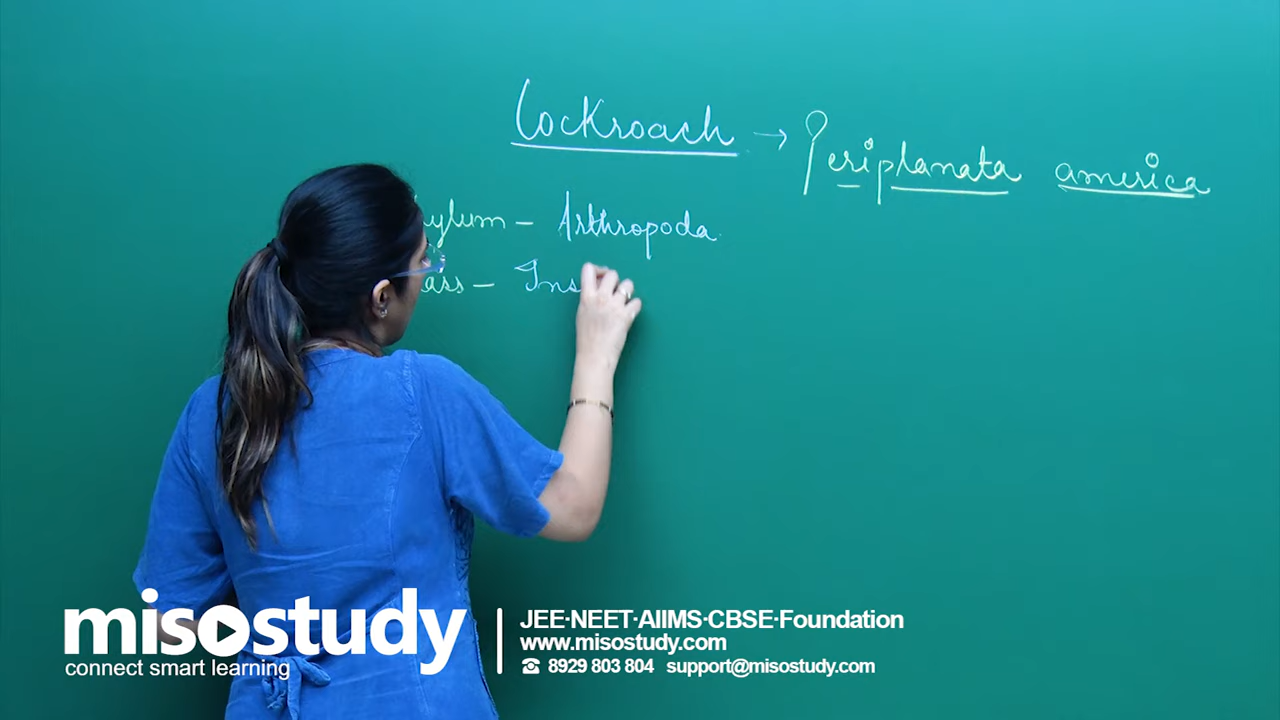 Cockroach → Periplanata america
ylum - Arthropoda
ass - Ins
misostudy
connect smart learning
JEE·NEET·AIIMS·CBSE·Foundation
www.misostudy.com
8929 803 804 support@misostudy.com